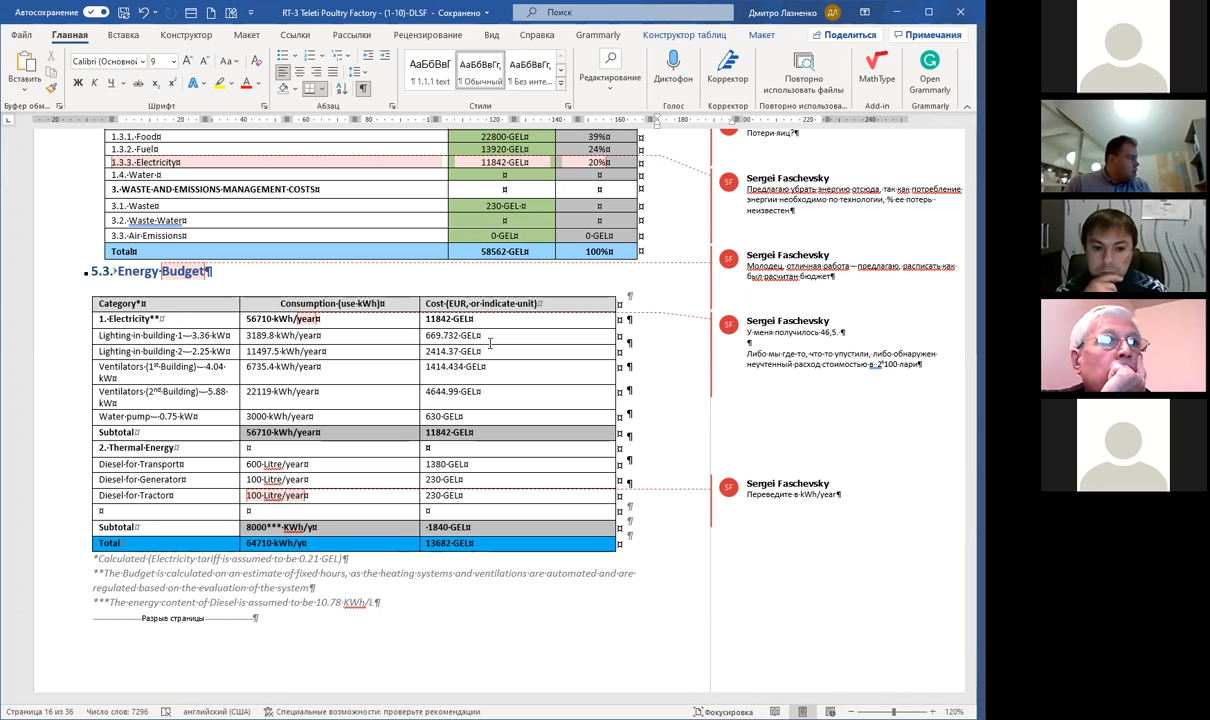 Автосохранение
RT-3 Teleti Poultry Factory - (1-10)-DLSF - Сохранено
Поиск
Дмитро Лазненко
ДЛ
Файл Главная Вставка Конструктор Макет Ссылки Рассылки Рецензирование Вид Справка Grammarly Конструктор таблиц Макет
Поделиться Примечания
Вставить
Calibri (Основной 9
Ж К Ч
АаБбВвГ АаБбВвГг, АаБбВвГг,
¶ 1.1.1 text ¶ Обычный ¶ Без инте...
Редактирование
Диктофон
Корректор
Повторно использовать файлы
MathType
Open Grammarly
Буфер обм... Шрифт Абзац Стили Голос Корректор Повторно использова... Add-in Grammarly
20 20 40 60 80 100 120 140 160 180 200 220 240 260
1.3.1.·Food¤ 22800·GEL¤ 39%¤
1.3.2.·Fuel¤ 13920·GEL¤ 24%¤
1.3.3.·Electricity¤ 11842·GEL¤ 20%¤
1.4.·Water·¤ ¤ ¤
3.·WASTE·AND·EMISSIONS·MANAGEMENT·COSTS¤ ¤ ¤
3.1.·Waste¤ 230·GEL·¤ ¤
3.2.·Waste-Water¤ ¤ ¤
3.3.·Air·Emissions¤ 0·GEL¤ 0·GEL¤
Total¤ 58562·GEL¤ 100%¤
5.3.·Energy·Budget¶
Category*¤ Consumption·(use·kWh)¤ Cost·(EUR,·or·indicate·unit)¤
1.·Electricity**¤ 56710·kWh/year¤ 11842·GEL¤
Lighting·in·building·1·–·3.36·kW¤ 3189.8·kWh/year¤ 669.732·GEL¤
Lighting·in·building·2·–·2.25·kW¤ 11497.5·kWh/year¤ 2414.37·GEL¤
Ventilators·(1st·Building)·–·4.04· 6735.4·kWh/year¤ 1414.434·GEL¤
kW¤
Ventilators·(2nd·Building)·–·5.88· 22119·kWh/year¤ 4644.99·GEL¤
kW¤
Water·pump·–·0.75·kW¤ 3000·kWh/year¤ 630·GEL¤
Subtotal¤ 56710·kWh/year¤ 11842·GEL¤
2.·Thermal·Energy¤ ¤ ¤
Diesel·for·Transport¤ 600·Litre/year¤ 1380·GEL¤
Diesel·for·Generator¤ 100·Litre/year¤ 230·GEL¤
Diesel·for·Tractor¤ 100·Litre/year¤ 230·GEL¤
¤ ¤ ¤
Subtotal¤ 8000***·KWh/y¤ ·1840·GEL¤
Total 64710·kWh/y¤ 13682·GEL¤
*Calculated·(Electricity·tariff·is·assumed·to·be·0.21·GEL)¶
**The·Budget·is·calculated·on·an·estimate·of·fixed·hours,·as·the·heating·systems·and·ventilations·are·automated·and·are·
regulated·based·on·the·evaluation·of·the·system¶
***The·energy·content·of·Diesel·is·assumed·to·be·10.78·KWh/L¶
Разрыв страницы ¶
Потери·яиц?¶
SF
Sergei Faschevsky
Предлагаю·убрать·энергию·отсюда,·так·как·потребление·
энергии·необходимо·по·технологии,·%·ее·потерь·
неизвестен¶
SF
Sergei Faschevsky
Молодец,·отличная·работа·–·предлагаю,·расписать·как·
был·расчитан·бюджет¶
SF
Sergei Faschevsky
У·меня·получилось·46,5.·¶
¶
Либо·мы·где-то,·что-то·упустили,·либо·обнаружен·
неучтенный·расход·стоимостью·в·2°100·лари¶
SF
Sergei Faschevsky
Переведите·в·kWh/year¶
Страница 16 из 36 Число слов: 7296 английский (США) Специальные возможности: проверьте рекомендации Фокусировка 120%